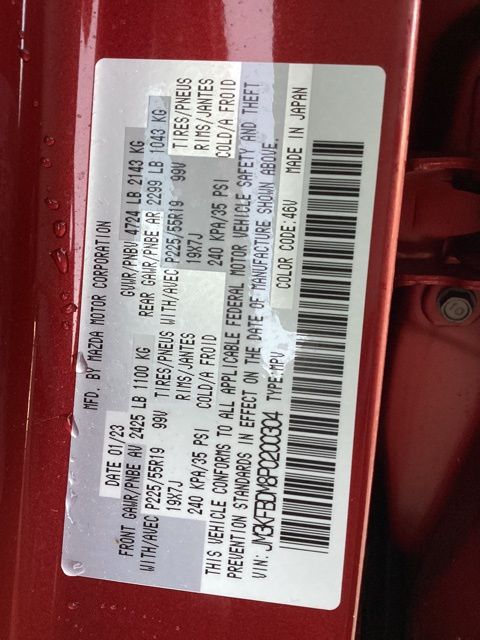 MFD. BY MAZDA MOTOR CORPORATION
DATE 01/23 GVWR/PNBV 4724 LB 2143 KG
FRONT GAWR/PNBE AV 2425 LB 1100 KG REAR GAWR/PNBE AR 2299 LB 1043 KG
WITH/AVEC P225/55R19 99V TIRES/PNEUS WITH/AVEC P225/55R19 99V TIRES/PNEUS
19X7J RIMS/JANTES 19X7J RIMS/JANTES
240 KPA/35 PSI COLD/A FROID 240 KPA/35 PSI COLD/A FROID
THIS VEHICLE CONFORMS TO ALL APPLICABLE FEDERAL MOTOR VEHICLE SAFETY AND THEFT
PREVENTION STANDARDS IN EFFECT ON THE DATE OF MANUFACTURE SHOWN ABOVE.
VIN: JM3KFBDM8P0200304 TYPE:MPV COLOR CODE:46V MADE IN JAPAN